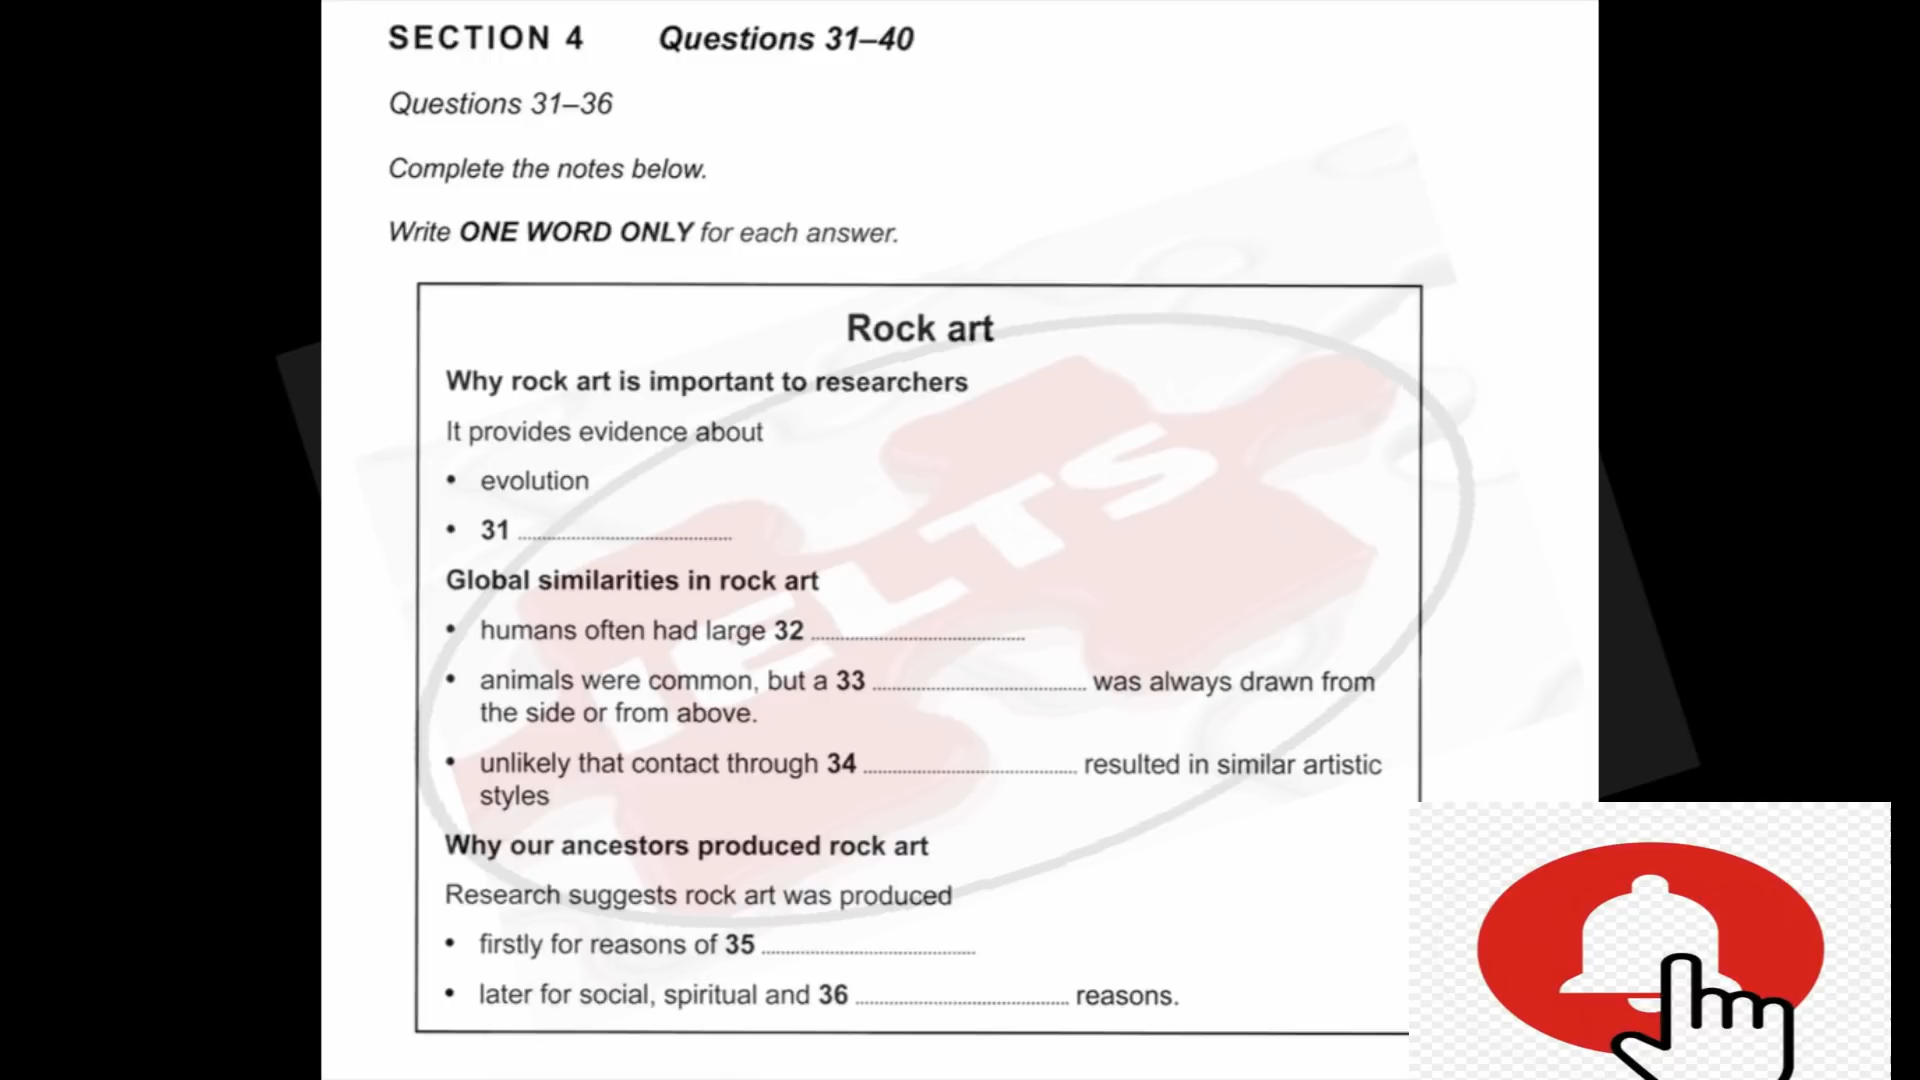 SECTION 4 Questions 31–40
Questions 31–36
Complete the notes below.
Write ONE WORD ONLY for each answer.
Rock art
Why rock art is important to researchers
It provides evidence about
• evolution
• 31 ....................
Global similarities in rock art
• humans often had large 32 ....................
• animals were common, but a 33 .................... was always drawn from
the side or from above.
• unlikely that contact through 34 .................... resulted in similar artistic
styles
Why our ancestors produced rock art
Research suggests rock art was produced
• firstly for reasons of 35 ....................
• later for social, spiritual and 36 .................... reasons.
IELTS